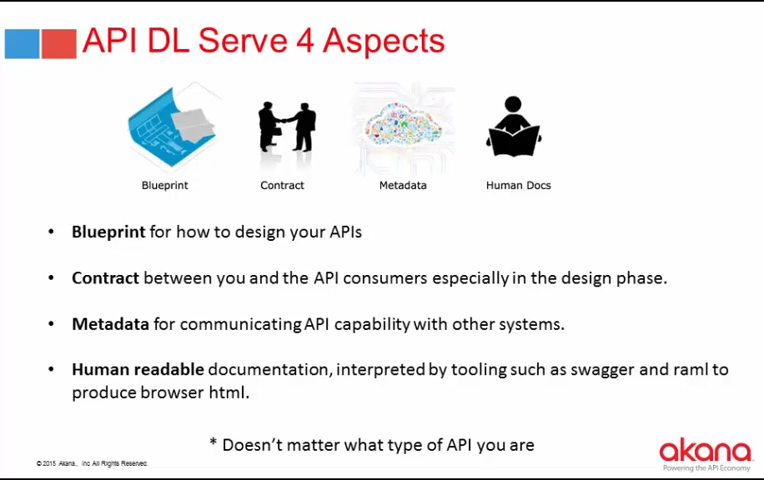 API DL Serve 4 Aspects
Blueprint
Contract
Metadata
Human Docs
• Blueprint for how to design your APIs
• Contract between you and the API consumers especially in the design phase.
• Metadata for communicating API capability with other systems.
• Human readable documentation, interpreted by tooling such as swagger and raml to
produce browser html.
* Doesn't matter what type of API you are
© 2015 Akana, Inc All Rights Reserved.
akana
Powering the API Economy